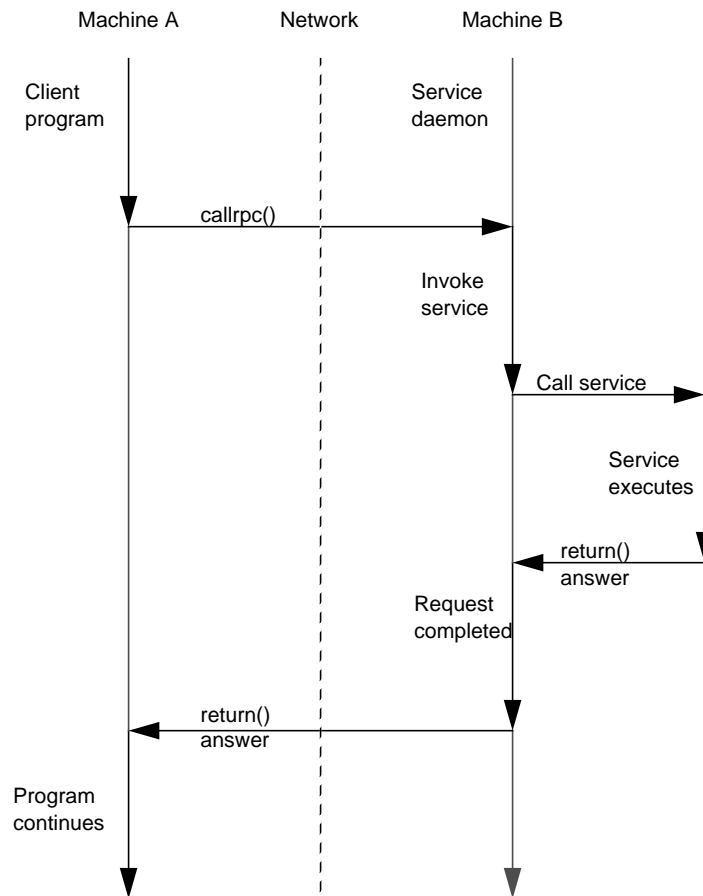 Machine A
Network
Machine B
Client
program
Service
daemon
callrpc()
Invoke
service
Call service
Service
executes
return()
answer
Request
completed
return()
answer
Program
continues